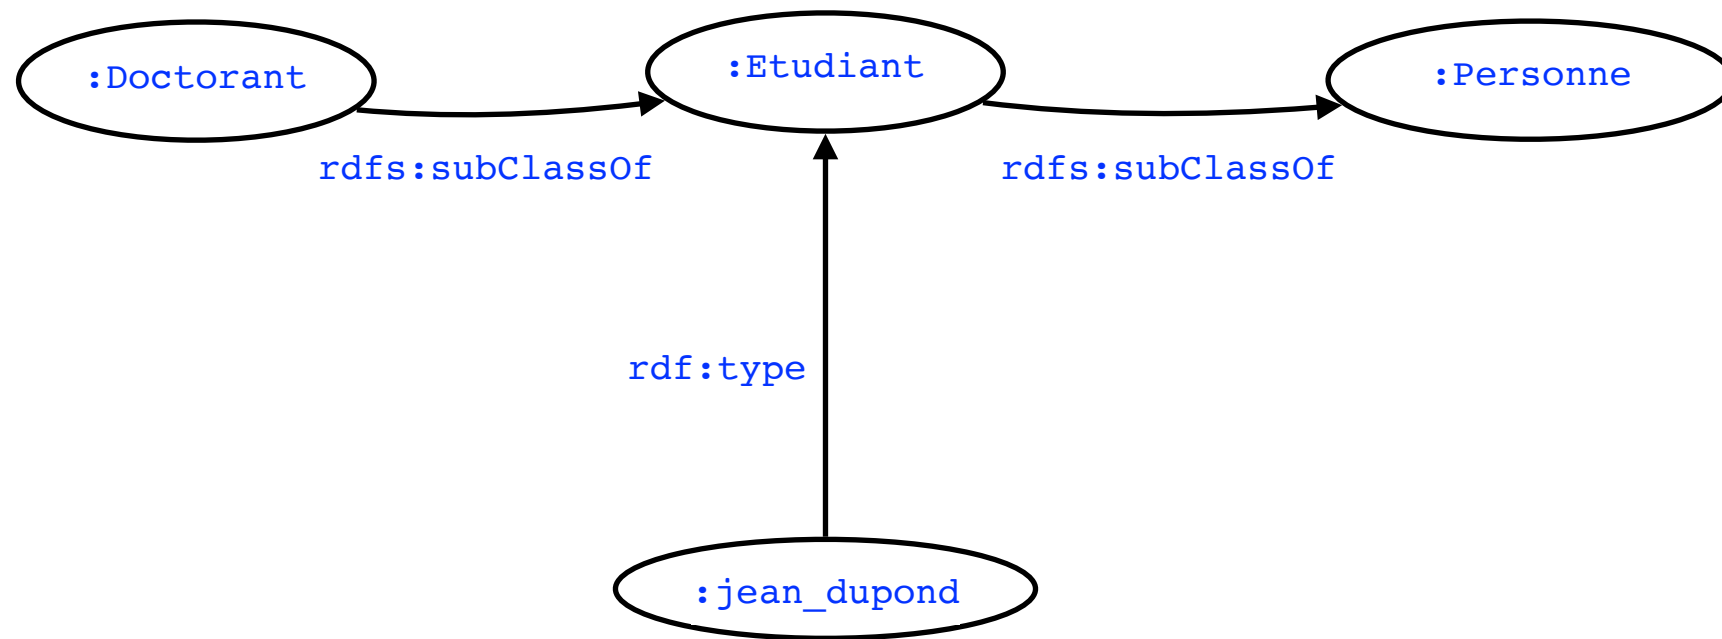 :Doctorant
:Etudiant
:Personne
rdfs:subClassOf
rdfs:subClassOf
rdf:type
:jean_dupond